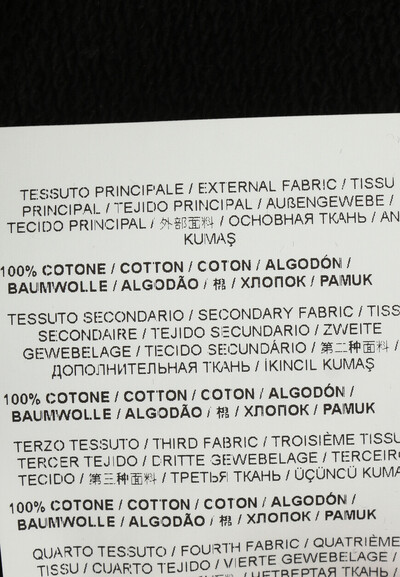 TESSUTO PRINCIPALE / EXTERNAL FABRIC / TISSU
PRINCIPAL / TEJIDO PRINCIPAL / AUßENGEWEBE /
TECIDO PRINCIPAL / 外部面料 / ОСНОВНАЯ ТКАНЬ / AN
KUMAŞ
100% COTONE / COTTON / COTON / ALGODÓN /
BAUMWOLLE / ALGODÃO / 棉 / ХЛОПОК / PAMUK
TESSUTO SECONDARIO / SECONDARY FABRIC / TISS
SECONDAIRE / TEJIDO SECUNDARIO / ZWEITE
GEWEBELAGE / TECIDO SECUNDÁRIO / 第二种面料 /
ДОПОЛНИТЕЛЬНАЯ ТКАНЬ / İKİNCİL KUMAŞ
100% COTONE / COTTON / COTON / ALGODÓN /
BAUMWOLLE / ALGODÃO / 棉 / ХЛОПОК / PAMUK
TERZO TESSUTO / THIRD FABRIC / TROISIÈME TISSU
TERCER TEJIDO / DRITTE GEWEBELAGE / TERCEIRO
TECIDO / 第三种面料 / ТРЕТЬЯ ТКАНЬ / ÜÇÜNCÜ KUMA
100% COTONE / COTTON / COTON / ALGODÓN /
BAUMWOLLE / ALGODÃO / 棉 / ХЛОПОК / PAMUK
QUARTO TESSUTO / FOURTH FABRIC / QUATRIÈME
TISSU / CUARTO TEJIDO / VIERTE GEWEBELAGE /
ЧЕТВЕРТАЯ ТКАНЬ /